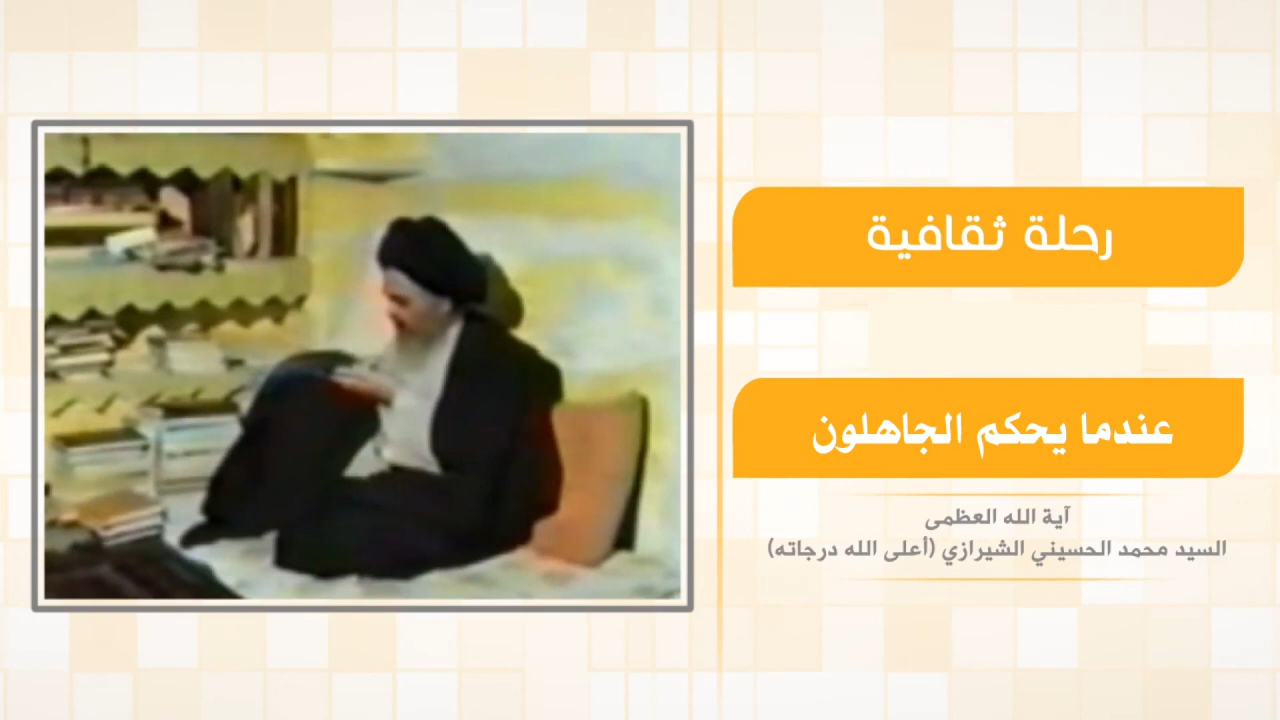 رحلة ثقافية
عندما يحكم الجاهلون
آية الله العظمى
السيد محمد الحسيني الشيرازي (أعلى الله درجاته)